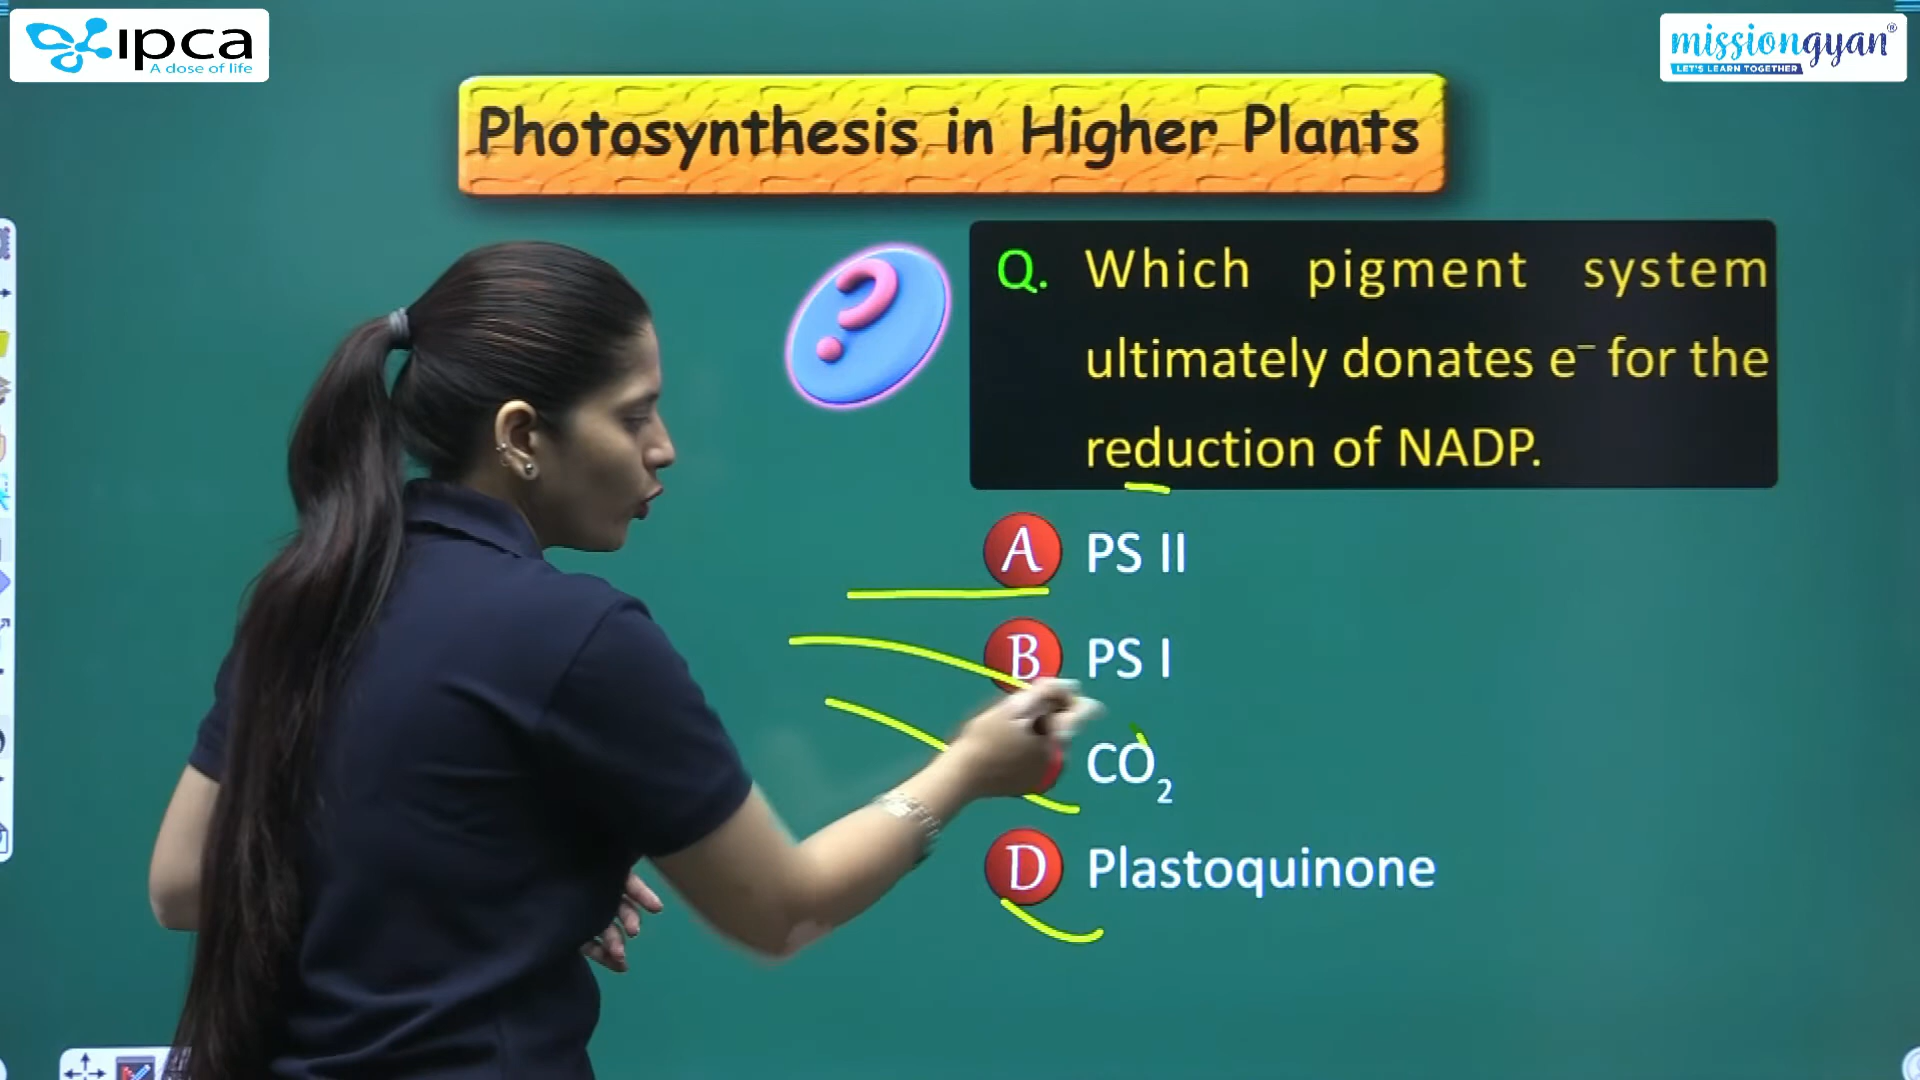 ipca
A dose of life
missiongyan®
LET'S LEARN TOGETHER
Photosynthesis in Higher Plants
Q. Which pigment system
ultimately donates e⁻ for the
reduction of NADP.
A PS II
B PS I
CO₂
D Plastoquinone